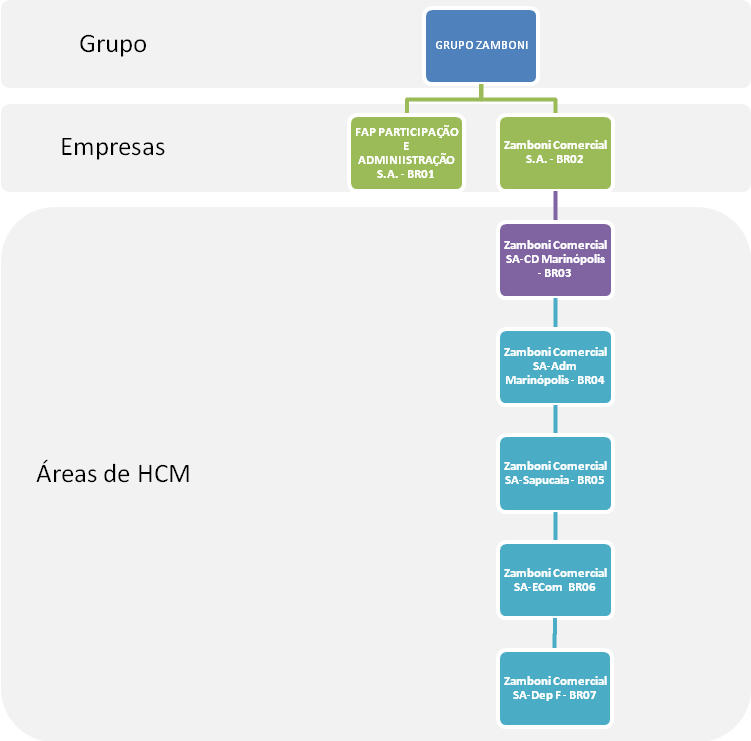 Grupo
GRUPO ZAMBONI
Empresas
FAP PARTICIPAÇÃO
E
ADMINIISTRAÇÃO
S.A. - BR01
Zamboni Comercial
S.A. - BR02
Áreas de HCM
Zamboni Comercial
SA-CD Marinópolis
- BR03
Zamboni Comercial
SA-Adm
Marinópolis - BR04
Zamboni Comercial
SA-Sapucaia - BR05
Zamboni Comercial
SA-ECom BR06
Zamboni Comercial
SA-Dep F - BR07